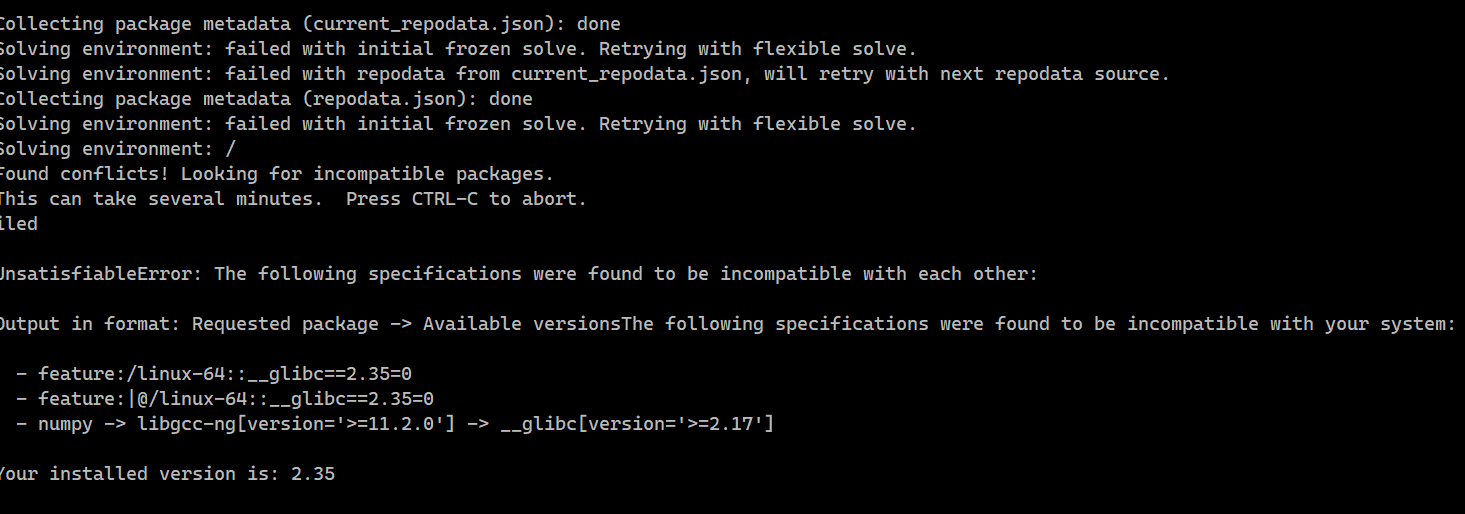 Collecting package metadata (current_repodata.json): done
Solving environment: failed with initial frozen solve. Retrying with flexible solve.
Solving environment: failed with repodata from current_repodata.json, will retry with next repodata source.
Collecting package metadata (repodata.json): done
Solving environment: failed with initial frozen solve. Retrying with flexible solve.
Solving environment: /
Found conflicts! Looking for incompatible packages.
This can take several minutes.  Press CTRL-C to abort.
iled

UnsatisfiableError: The following specifications were found to be incompatible with each other:

Output in format: Requested package -> Available versionsThe following specifications were found to be incompatible with your system:

  - feature:/linux-64::__glibc==2.35=0
  - feature:|@/linux-64::__glibc==2.35=0
  - numpy -> libgcc-ng[version='>=11.2.0'] -> __glibc[version='>=2.17']

Your installed version is: 2.35